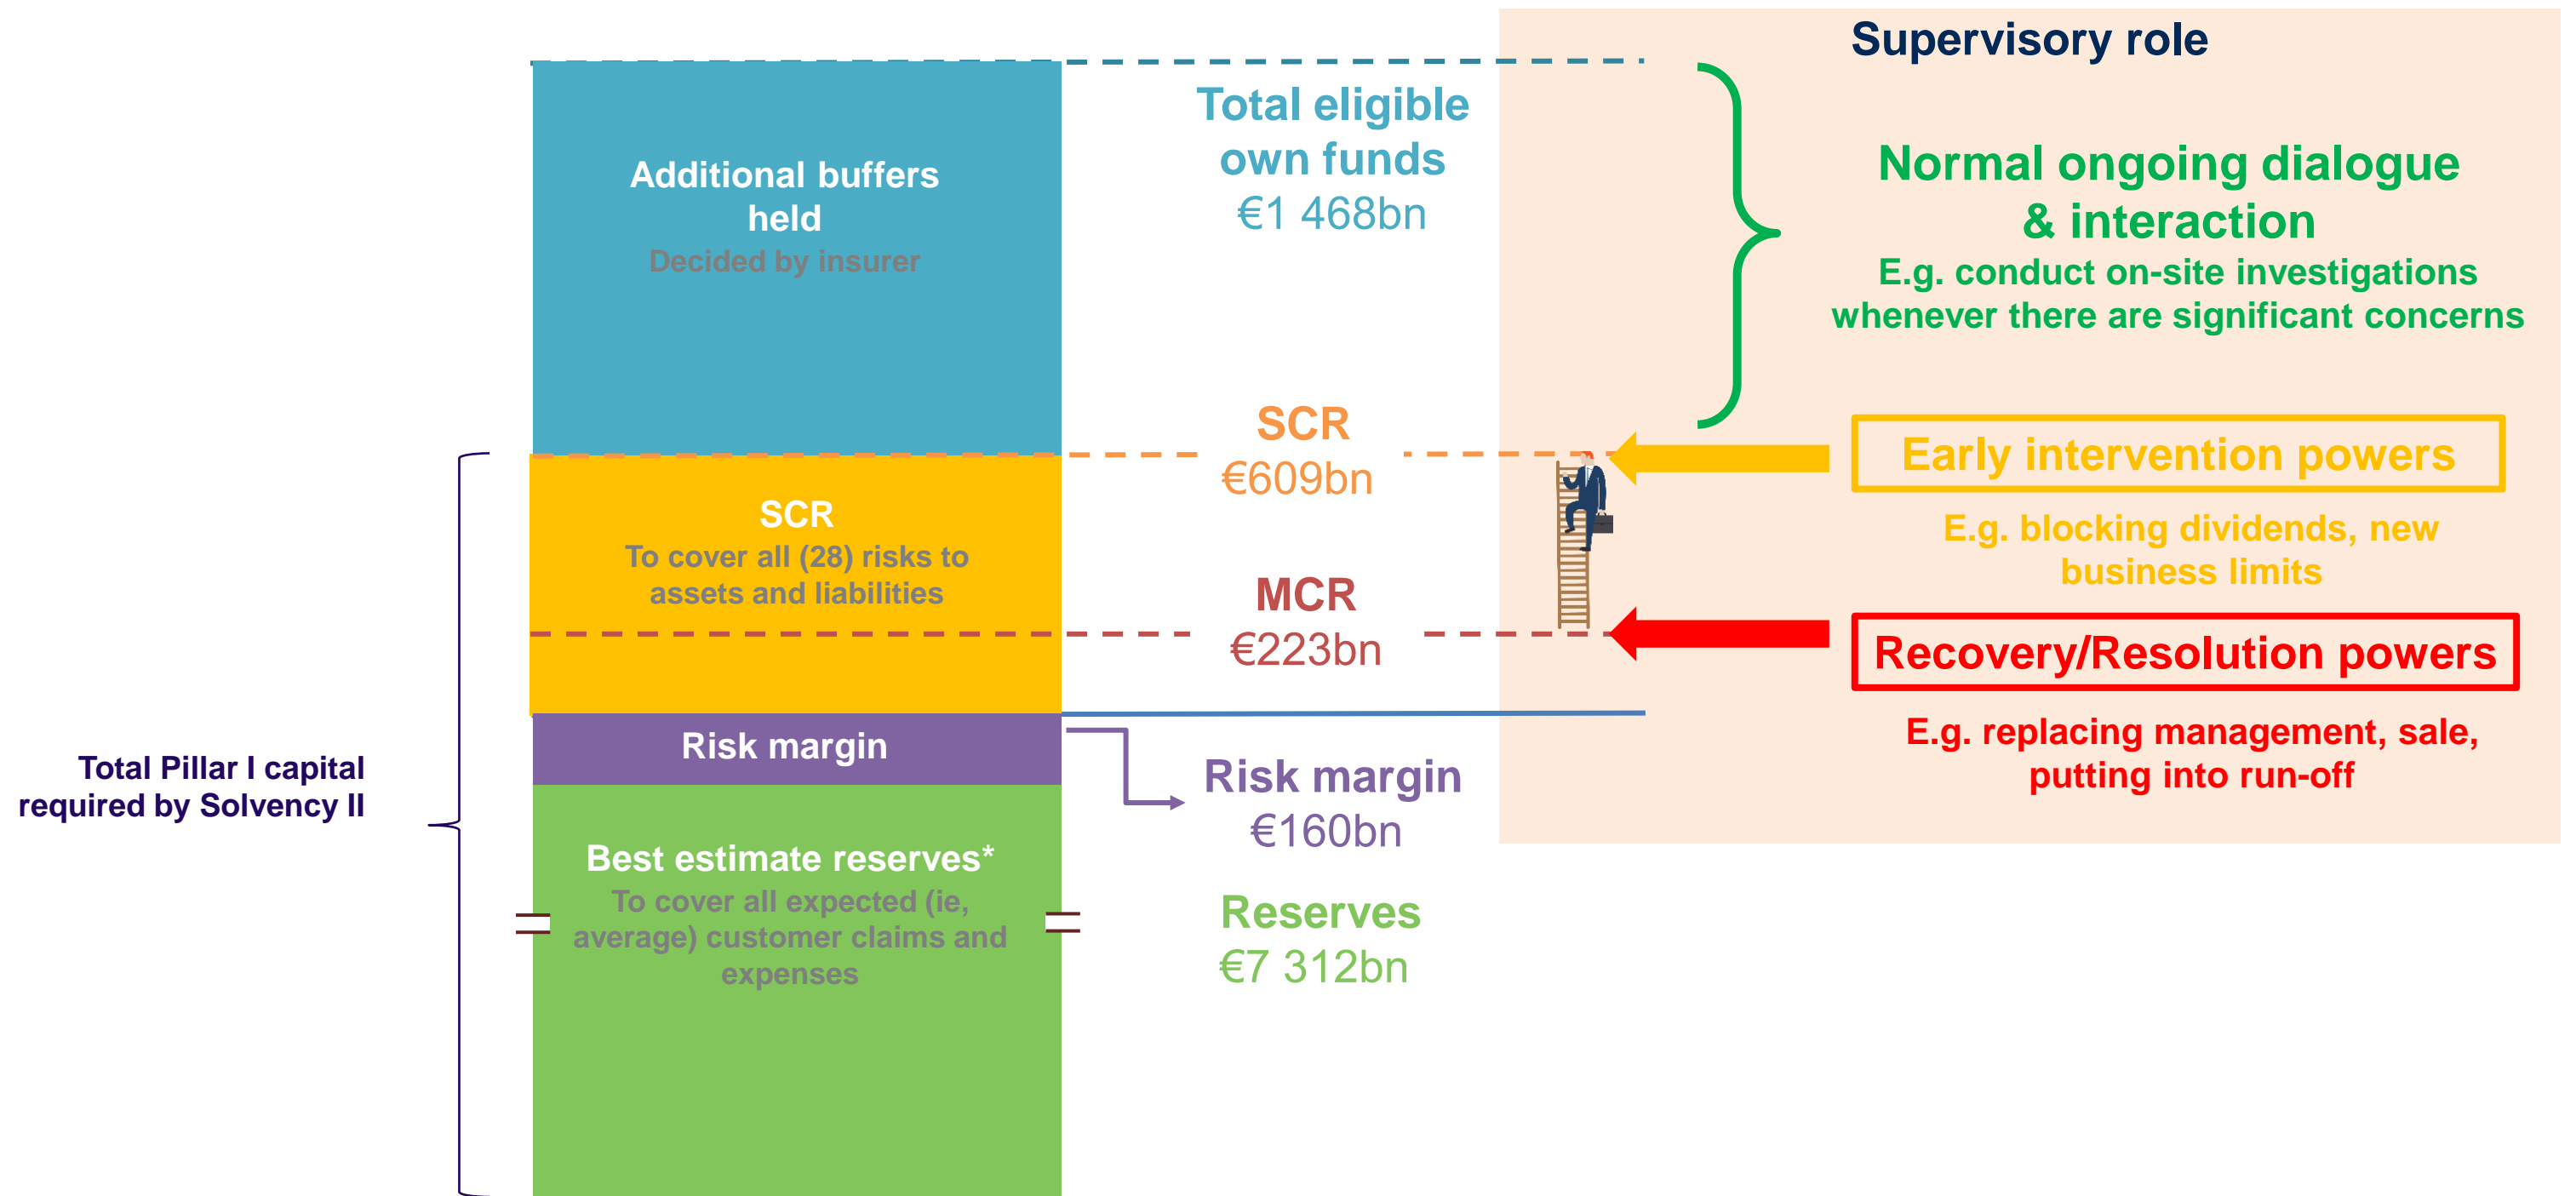 Supervisory role
Additional buffers
held
Decided by insurer
Total eligible
own funds
€1 468bn
Normal ongoing dialogue
& interaction
E.g. conduct on-site investigations
whenever there are significant concerns
SCR
€609bn
Early intervention powers
E.g. blocking dividends, new
business limits
SCR
To cover all (28) risks to
assets and liabilities
MCR
€223bn
Recovery/Resolution powers
E.g. replacing management, sale,
putting into run-off
Total Pillar I capital
required by Solvency II
Risk margin
Risk margin
€160bn
Best estimate reserves*
To cover all expected (ie,
average) customer claims and
expenses
Reserves
€7 312bn